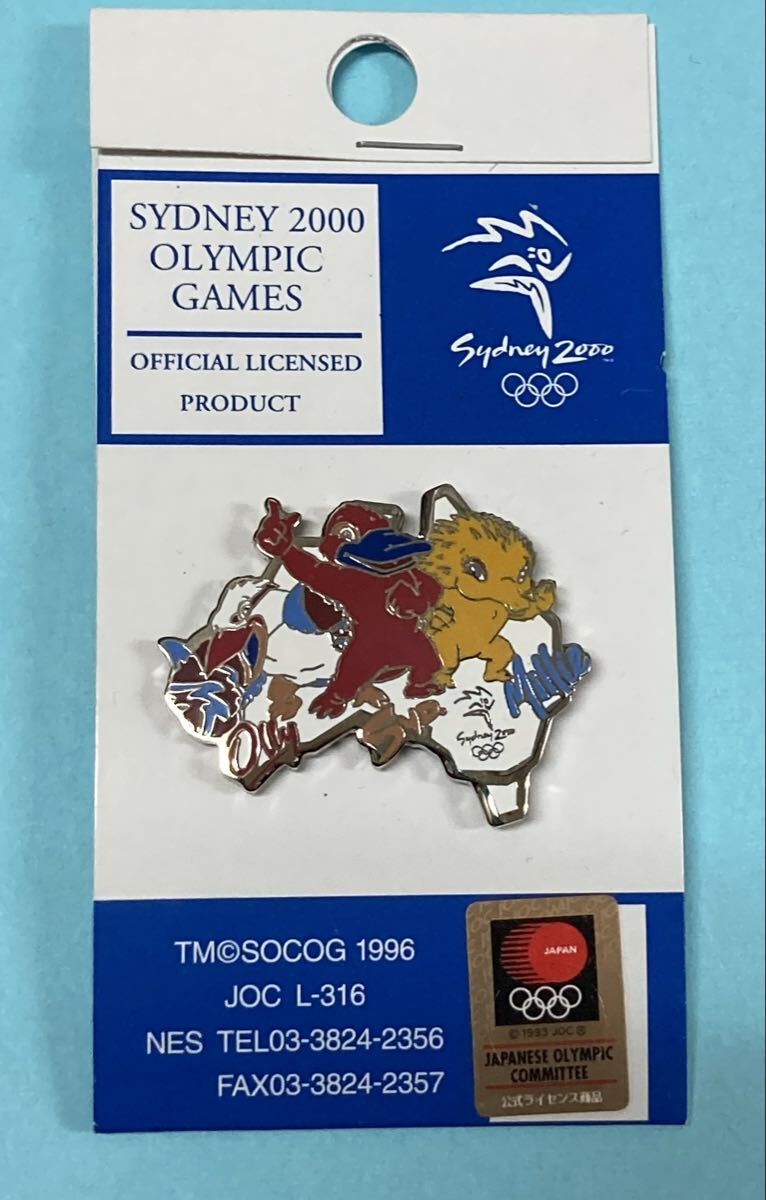 SYDNEY 2000
OLYMPIC
GAMES
OFFICIAL LICENSED
PRODUCT
Sydney 2000
Olly
Syd
Millie
Sydney 2000
TM©SOCOG 1996
JOC L-316
NES TEL03-3824-2356
FAX03-3824-2357
JAPAN
©1993 JOC®
JAPANESE OLYMPIC
COMMITTEE
公式ライセンス商品